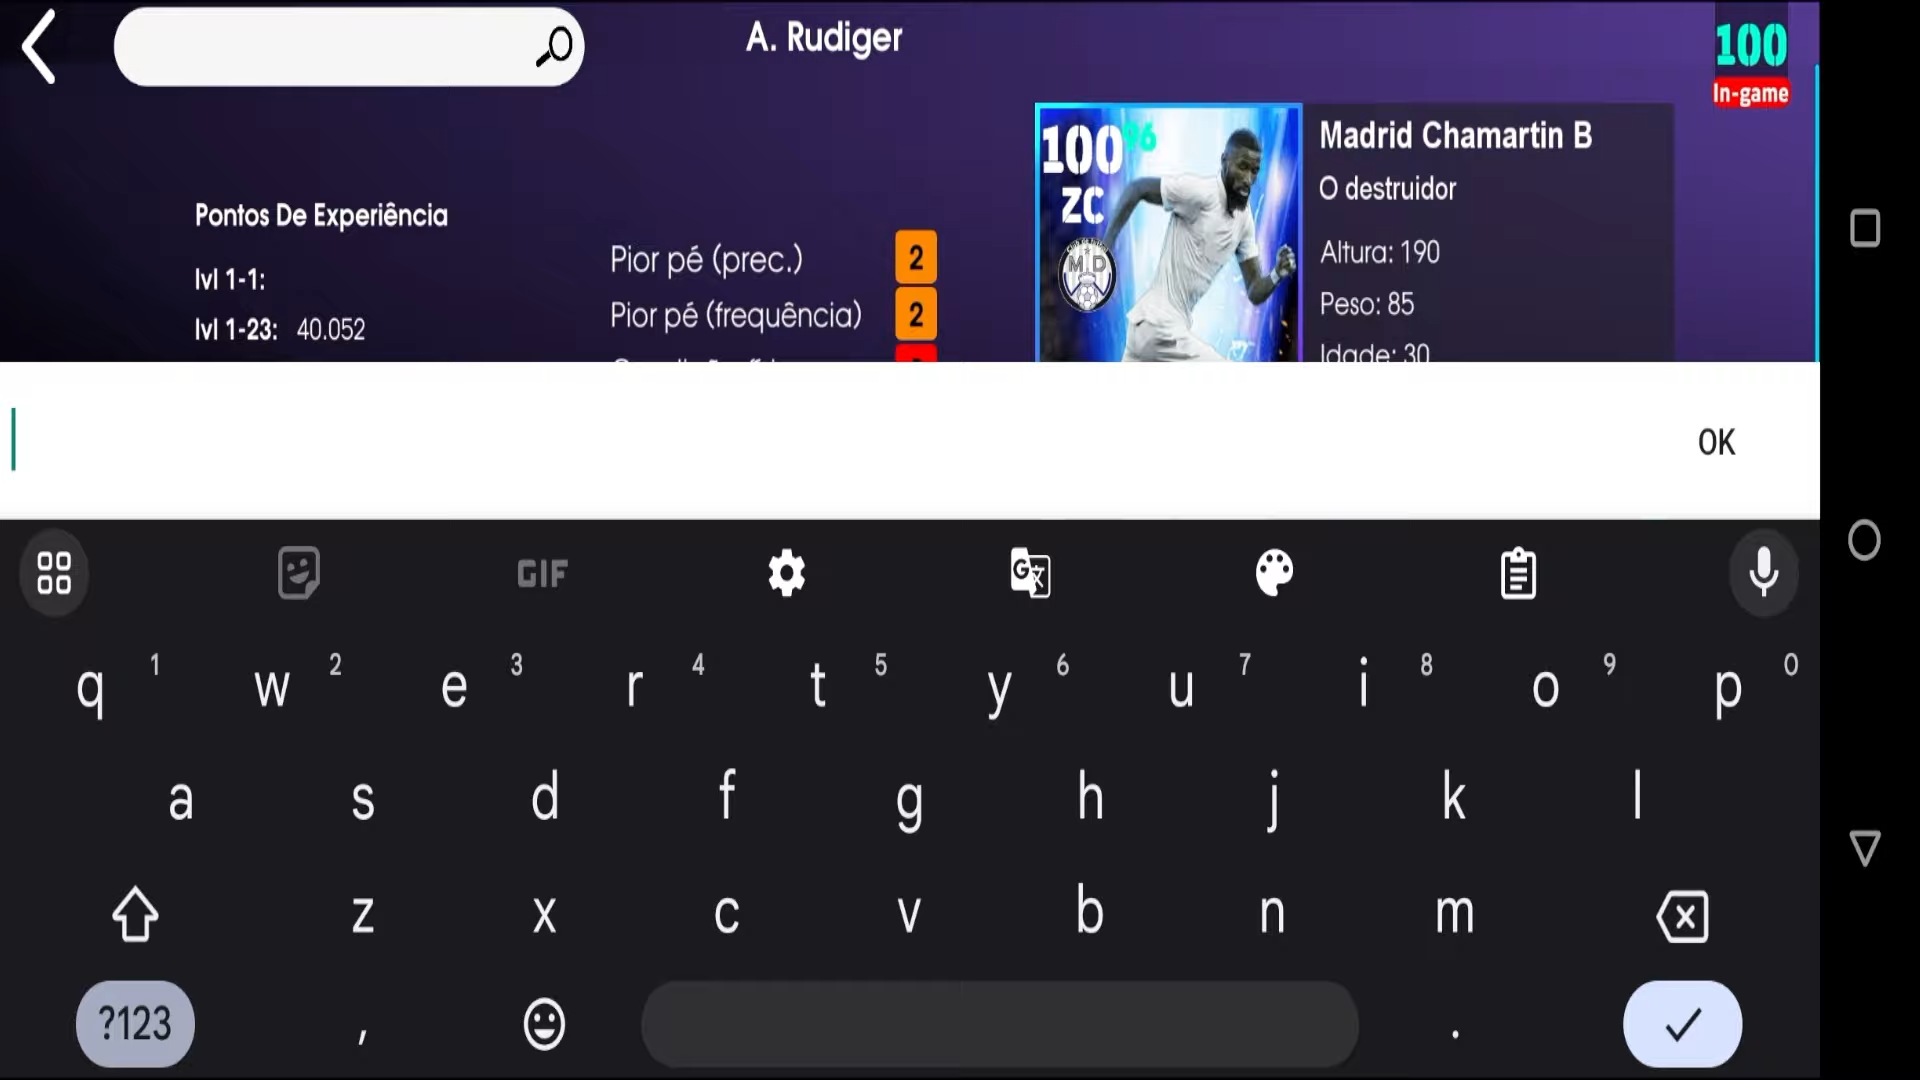 A. Rudiger
100
In-game
100 96
ZC
MD
Madrid Chamartin B
O destruidor
Altura: 190
Peso: 85
Idade: 30
Pontos De Experiência
lvl 1-1:
lvl 1-23: 40.052
Pior pé (prec.) 2
Pior pé (frequência) 2
OK
GIF
G
q 1 w 2 e 3 r 4 t 5 y 6 u 7 i 8 o 9 p 0
a s d f g h j k l
z x c v b n m
?123 , .